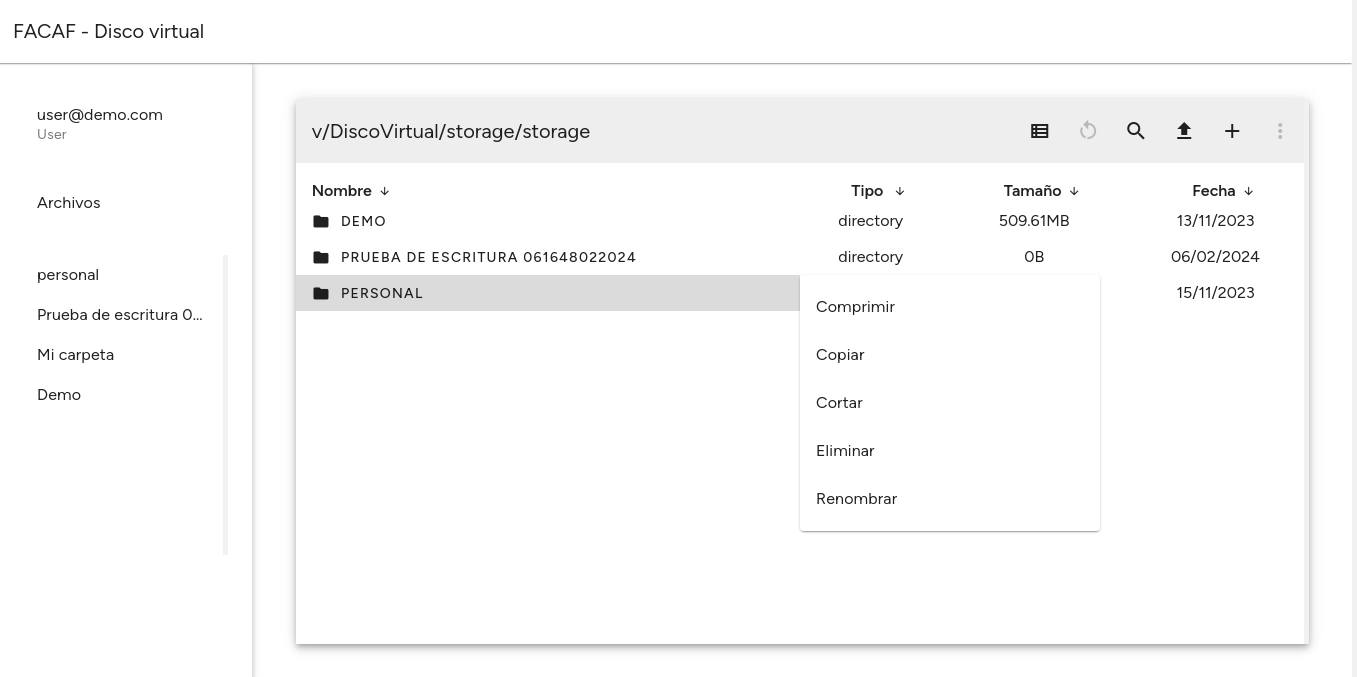 FACAF - Disco virtual
user@demo.com
User
Archivos
personal
Prueba de escritura 0...
Mi carpeta
Demo
v/DiscoVirtual/storage/storage
Nombre Tipo Tamaño Fecha
DEMO directory 509.61MB 13/11/2023
PRUEBA DE ESCRITURA 061648022024 directory 0B 06/02/2024
PERSONAL 15/11/2023
Comprimir
Copiar
Cortar
Eliminar
Renombrar